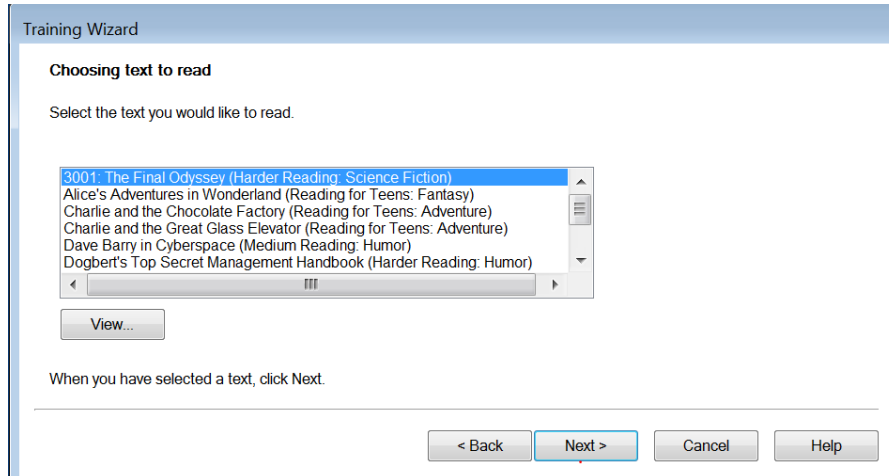 Training Wizard
Choosing text to read
Select the text you would like to read.
3001: The Final Odyssey (Harder Reading: Science Fiction)
Alice's Adventures in Wonderland (Reading for Teens: Fantasy)
Charlie and the Chocolate Factory (Reading for Teens: Adventure)
Charlie and the Great Glass Elevator (Reading for Teens: Adventure)
Dave Barry in Cyberspace (Medium Reading: Humor)
Dogbert's Top Secret Management Handbook (Harder Reading: Humor)
View...
When you have selected a text, click Next.
< Back Next > Cancel Help